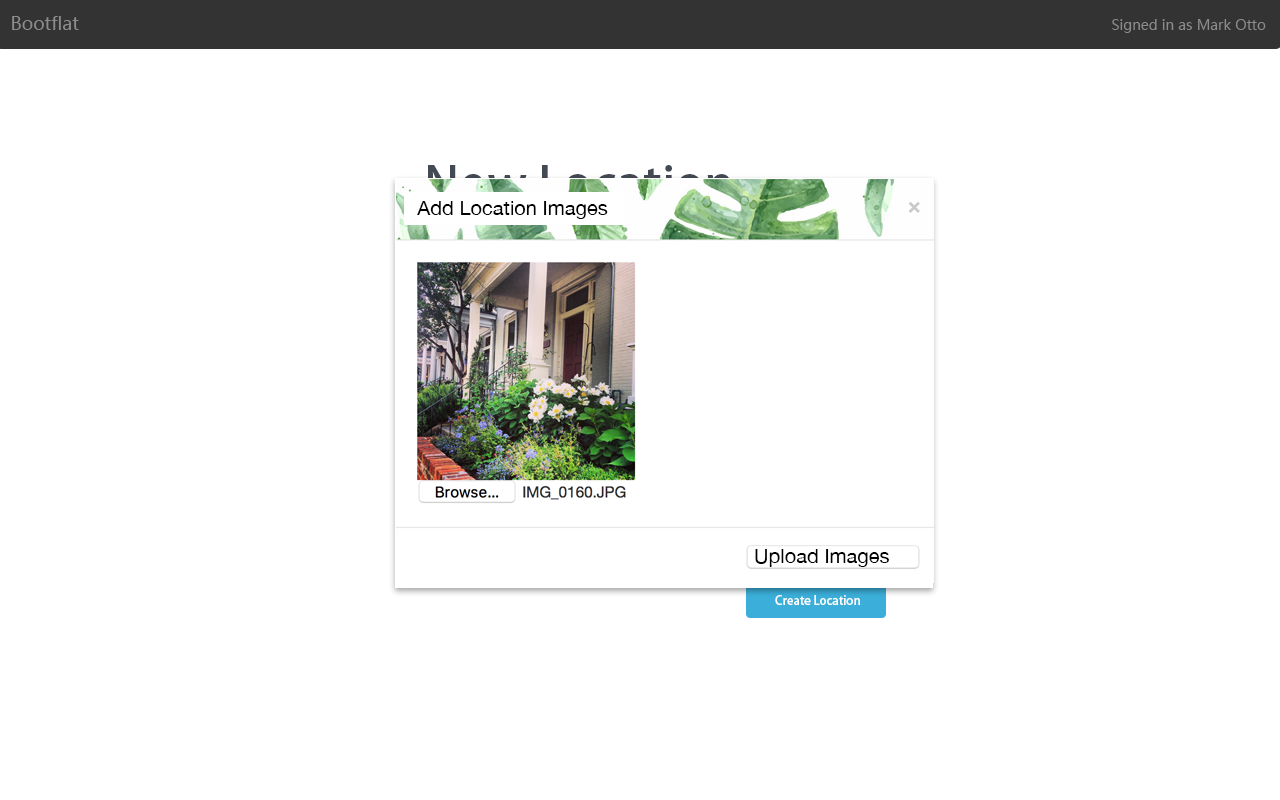 Bootflat
Signed in as Mark Otto
New Location
Add Location Images
×
Browse... IMG_0160.JPG
Upload Images
Create Location